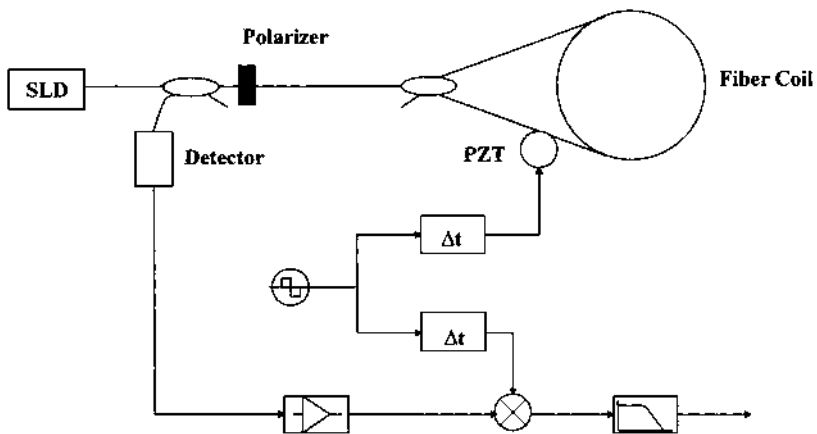 Polarizer
SLD
Fiber Coil
Detector
PZT
Δt
Δt